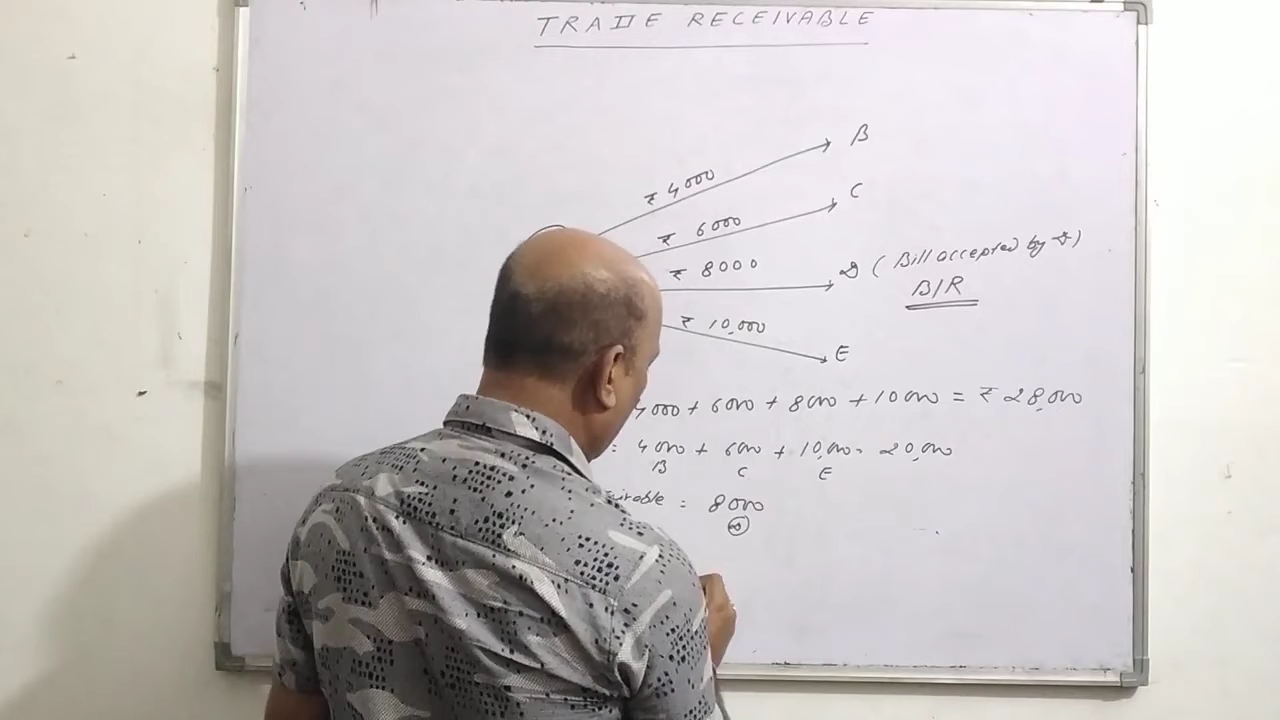 TRADE RECEIVABLE
₹ 4000 B
₹ 6000 C
₹ 8000 D (Bill accepted by D)
B/R
₹ 10,000 E
4000 + 6000 + 8000 + 10000 = ₹ 28,000
= 4000 + 6000 + 10,000 = 20,000
B C E
= 8000